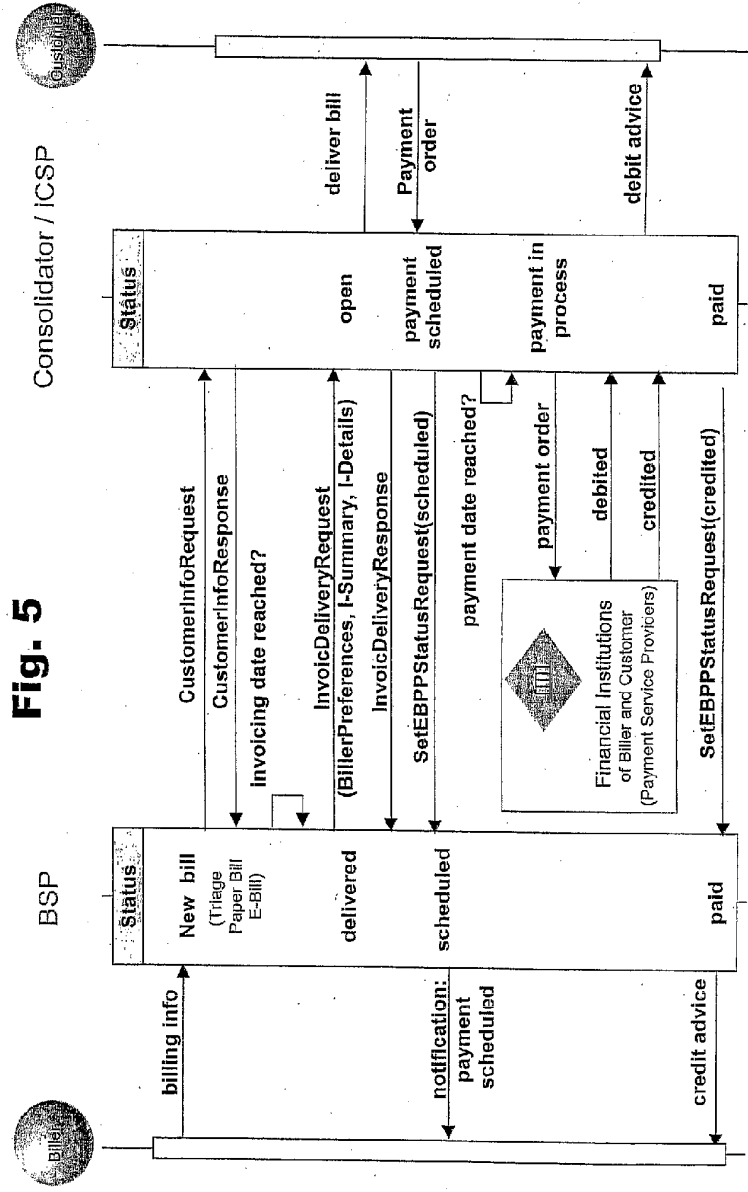 Fig. 5
Biller
BSP
Consolidator / ICSP
Customer
Status
Status
billing info
New bill
(Triage
Paper Bill
E-Bill)
CustomerInfoRequest
CustomerInfoResponse
invoicing date reached?
delivered
InvoicDeliveryRequest
(BillerPreferences, I-Summary, I-Details)
open
deliver bill
InvoicDeliveryResponse
payment
scheduled
Payment
order
SetEBPPStatusRequest(scheduled)
scheduled
notification:
payment
scheduled
payment date reached?
payment in
process
payment order
Financial Institutions
of Biller and Customer
(Payment Service Providers)
debited
credited
debit advice
SetEBPPStatusRequest(credited)
paid
paid
credit advice